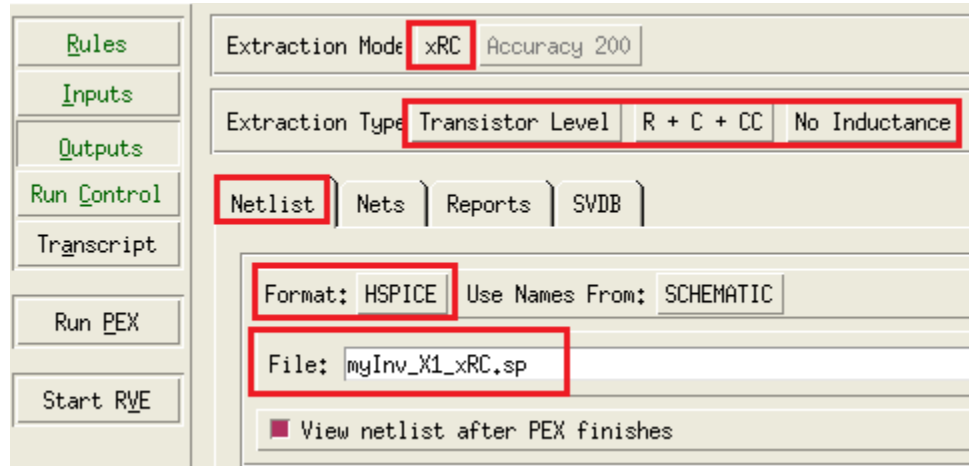 Rules
Inputs
Outputs
Run Control
Transcript
Run PEX
Start RVE
Extraction Mode xRC Accuracy 200
Extraction Type Transistor Level R + C + CC No Inductance
Netlist Nets Reports SVDB
Format: HSPICE Use Names From: SCHEMATIC
File: myInv_X1_xRC.sp
View netlist after PEX finishes